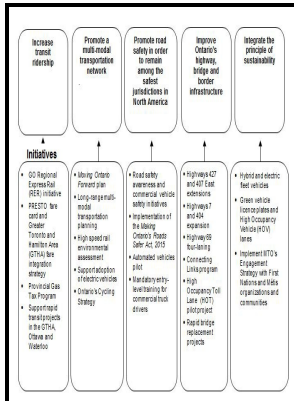 Increase
transit
ridership
Promote a
multi-modal
transportation
network
Promote road
safety in order
to remain
among the
safest
jurisdictions in
North America
Improve
Ontario's
highway,
bridge and
border
infrastructure
Integrate the
principle of
sustainability
Initiatives
• GO Regional
Express Rail
(RER) initiative
• PRESTO fare
card and
Greater
Toronto and
Hamilton Area
(GTHA) fare
integration
strategy
• Provincial Gas
Tax Program
• Support rapid
transit projects
in the GTHA,
Ottawa and
Waterloo
• Moving Ontario
Forward plan
• Long-range multi-
modal
transportation
planning
• High speed rail
environmental
assessment
• Support adoption
of electric vehicles
• Ontario's Cycling
Strategy
• Road safety
awareness and
commercial vehicle
safety initiatives
• Implementation of
the Making
Ontario's Roads
Safer Act, 2015
• Automated vehicles
pilot
• Mandatory entry-
level training for
commercial truck
drivers
• Highways 427
and 407 East
extensions
• Highways 7
and 404
expansion
• Highway 69
four-laning
• Connecting
Links program
• High
Occupancy Toll
Lane (HOT)
pilot project
• Rapid bridge
replacement
projects
• Hybrid and electric
fleet vehicles
• Green vehicle
licence plates and
High Occupancy
Vehicle (HOV)
lanes
• Implement MTO's
Engagement
Strategy with First
Nations and Métis
organizations and
communities